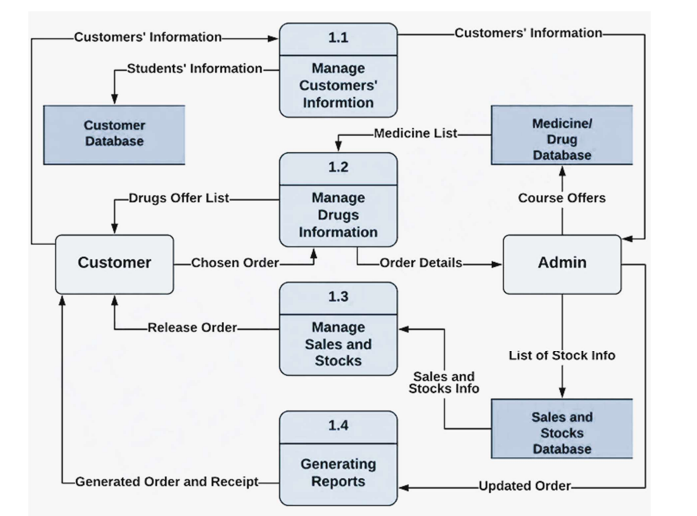 Customers' Information
1.1
Customers' Information
Students' Information
Manage
Customers'
Informtion
Customer
Database
Medicine List
Medicine/
Drug
Database
1.2
Drugs Offer List
Manage
Drugs
Information
Course Offers
Customer
Chosen Order
Order Details
Admin
1.3
Release Order
Manage
Sales and
Stocks
List of Stock Info
Sales and
Stocks Info
1.4
Sales and
Stocks
Database
Generating
Reports
Generated Order and Receipt
Updated Order